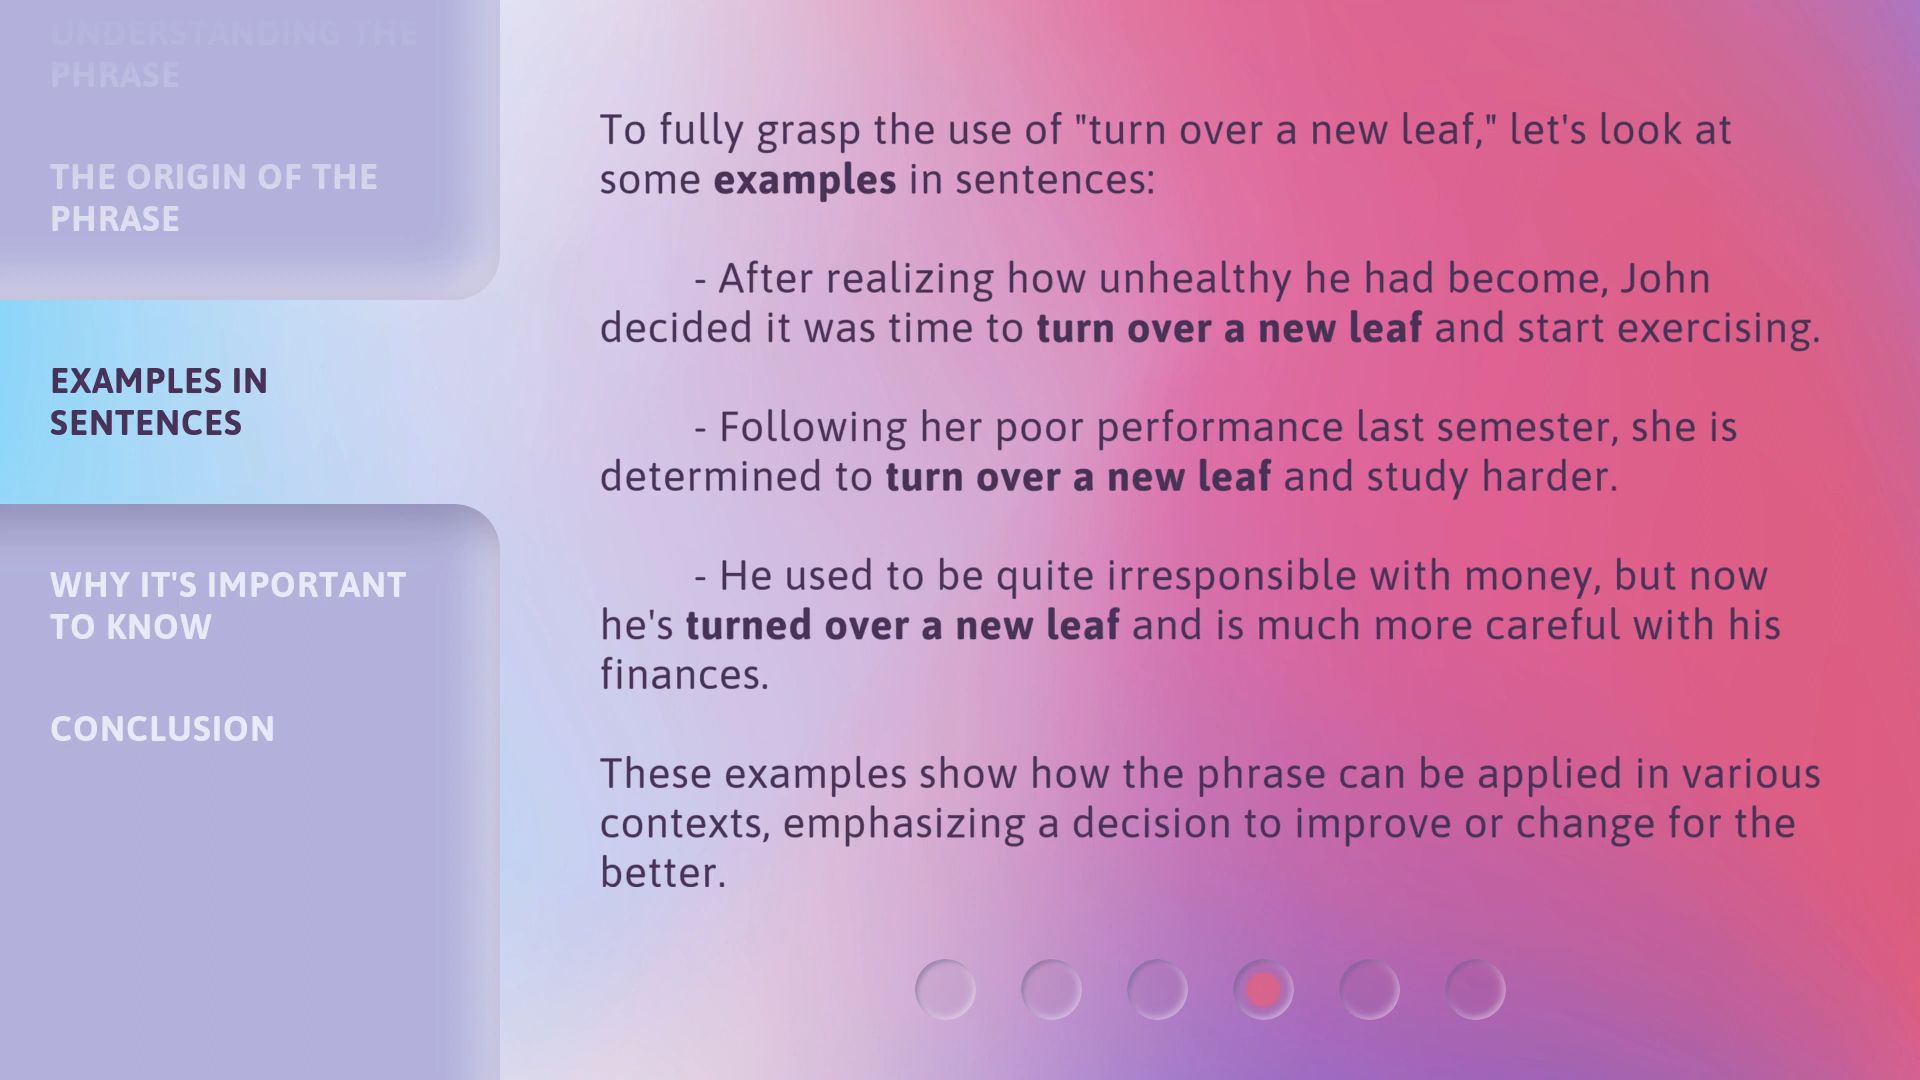 UNDERSTANDING THE
PHRASE
THE ORIGIN OF THE
PHRASE
EXAMPLES IN
SENTENCES
WHY IT'S IMPORTANT
TO KNOW
CONCLUSION
To fully grasp the use of "turn over a new leaf," let's look at
some examples in sentences:
- After realizing how unhealthy he had become, John
decided it was time to turn over a new leaf and start exercising.
- Following her poor performance last semester, she is
determined to turn over a new leaf and study harder.
- He used to be quite irresponsible with money, but now
he's turned over a new leaf and is much more careful with his
finances.
These examples show how the phrase can be applied in various
contexts, emphasizing a decision to improve or change for the
better.